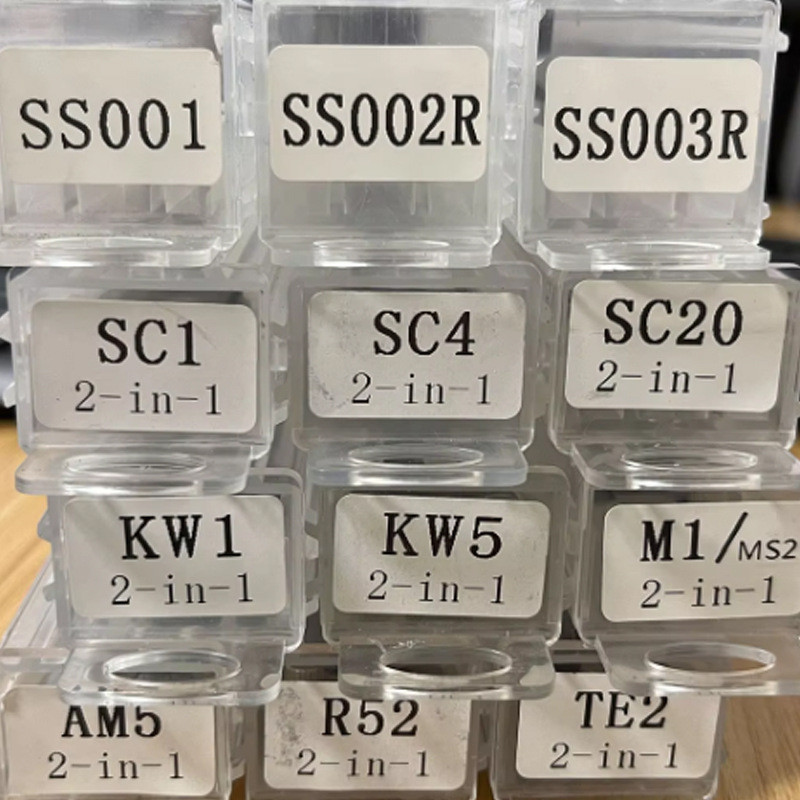 SS001
SS002R
SS003R
SC1
2-in-1
SC4
2-in-1
SC20
2-in-1
KW1
2-in-1
KW5
2-in-1
M1/MS2
2-in-1
AM5
2-in-1
R52
2-in-1
TE2
2-in-1